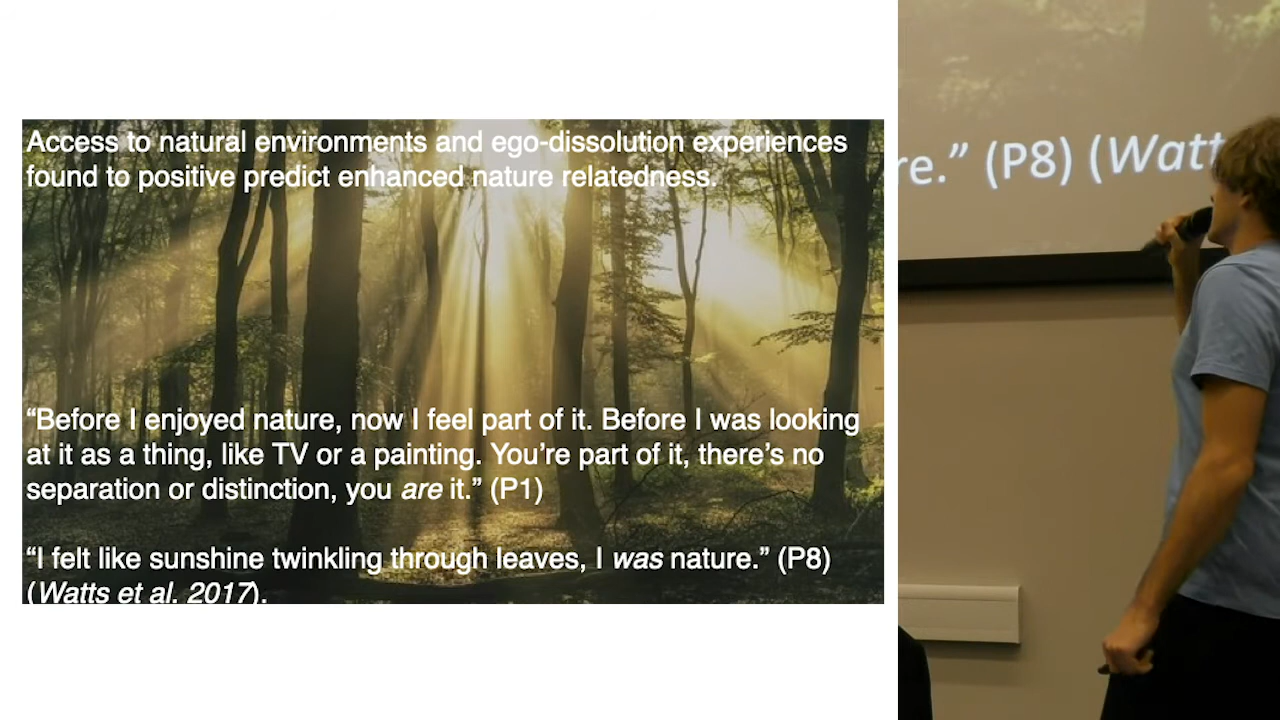 Access to natural environments and ego-dissolution experiences
found to positive predict enhanced nature relatedness.
“Before I enjoyed nature, now I feel part of it. Before I was looking
at it as a thing, like TV or a painting. You’re part of it, there’s no
separation or distinction, you are it.” (P1)
“I felt like sunshine twinkling through leaves, I was nature.” (P8)
(Watts et al. 2017).
re.” (P8) (Watt